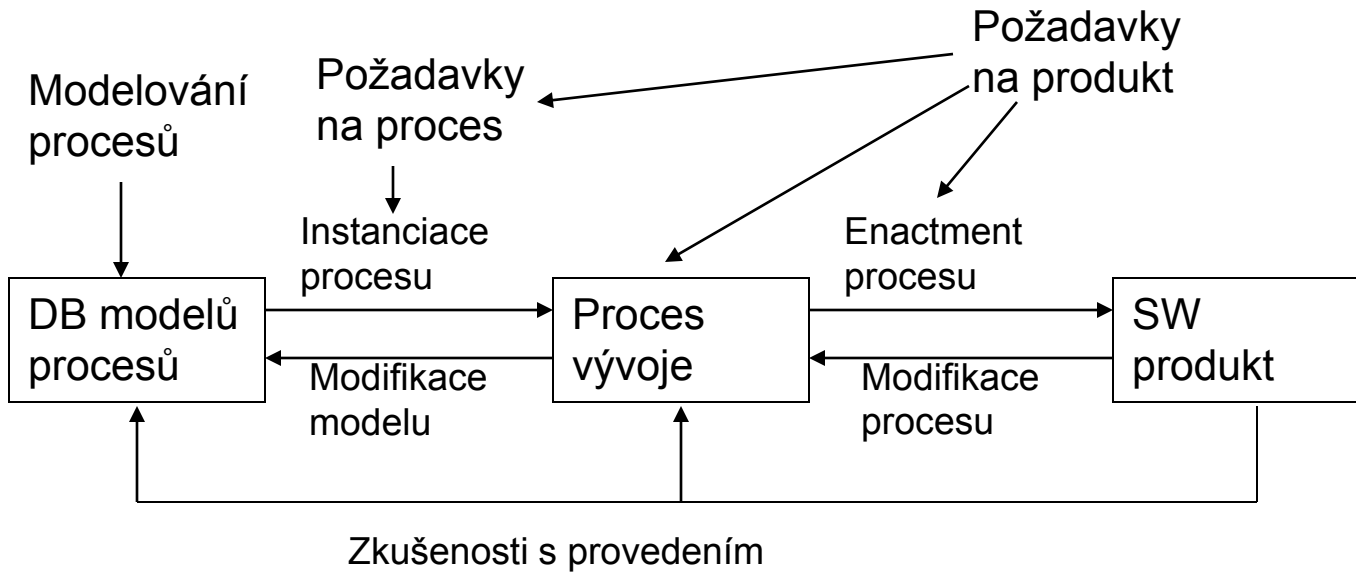 Požadavky
na produkt
Požadavky
na proces
Modelování
procesů
Instanciace
procesu
Enactment
procesu
DB modelů
procesů
Proces
vývoje
SW
produkt
Modifikace
modelu
Modifikace
procesu
Zkušenosti s provedením